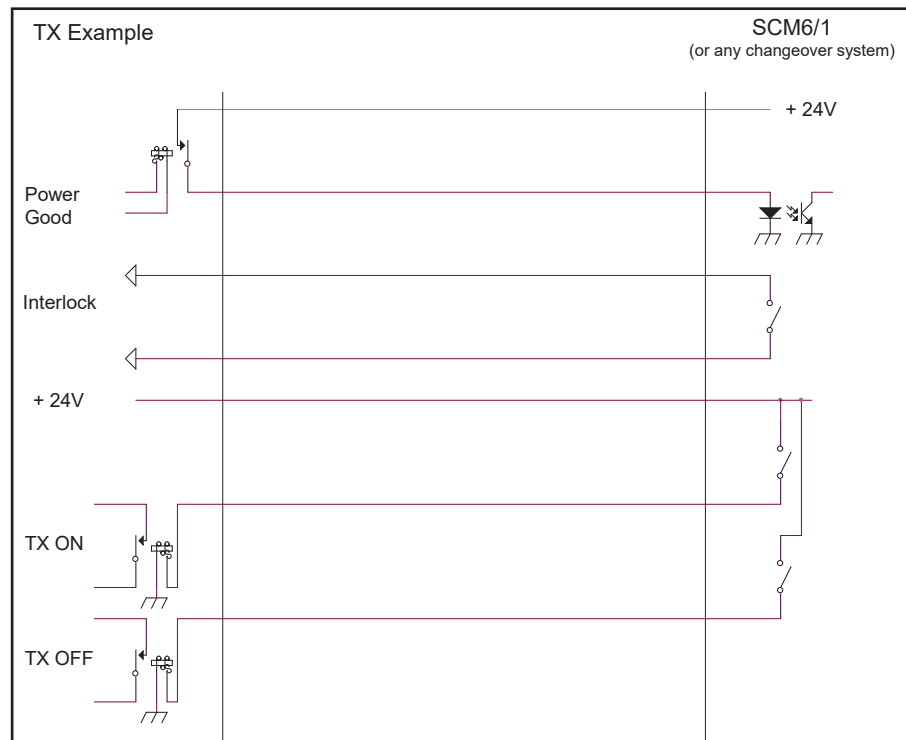 TX Example
SCM6/1
(or any changeover system)
+ 24V
Power
Good
Interlock
+ 24V
TX ON
TX OFF